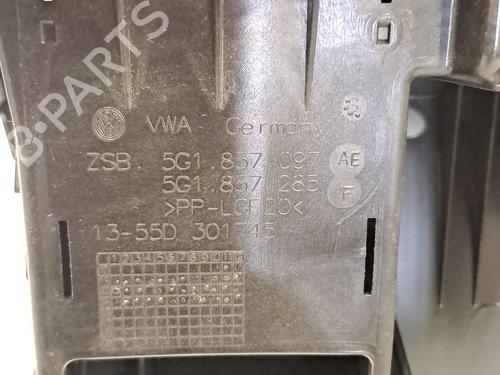 B-PARTS
VWA Germany
ZSB. 5G1.857.097 AE
5G1.857.285 F
>PP-LGF20<
13-55D 301745